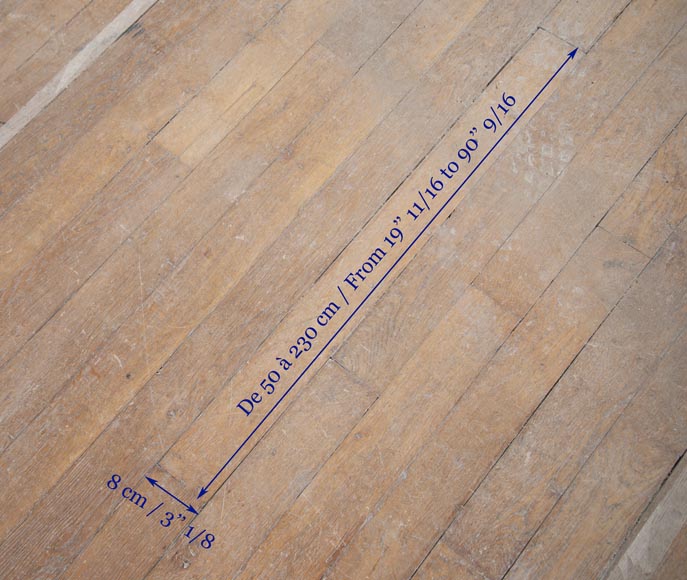 De 50 à 230 cm / From 19” 11/16 to 90” 9/16
8 cm / 3” 1/8